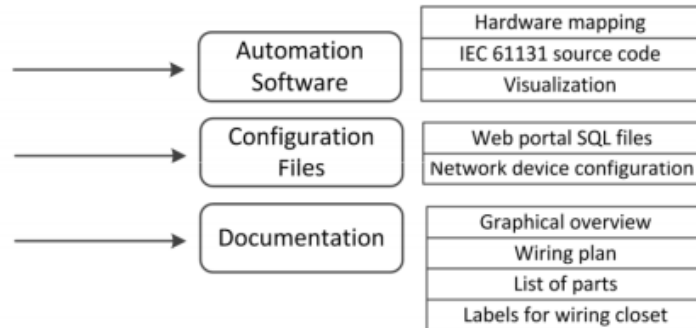 Automation
Software
Hardware mapping
IEC 61131 source code
Visualization
Configuration
Files
Web portal SQL files
Network device configuration
Documentation
Graphical overview
Wiring plan
List of parts
Labels for wiring closet